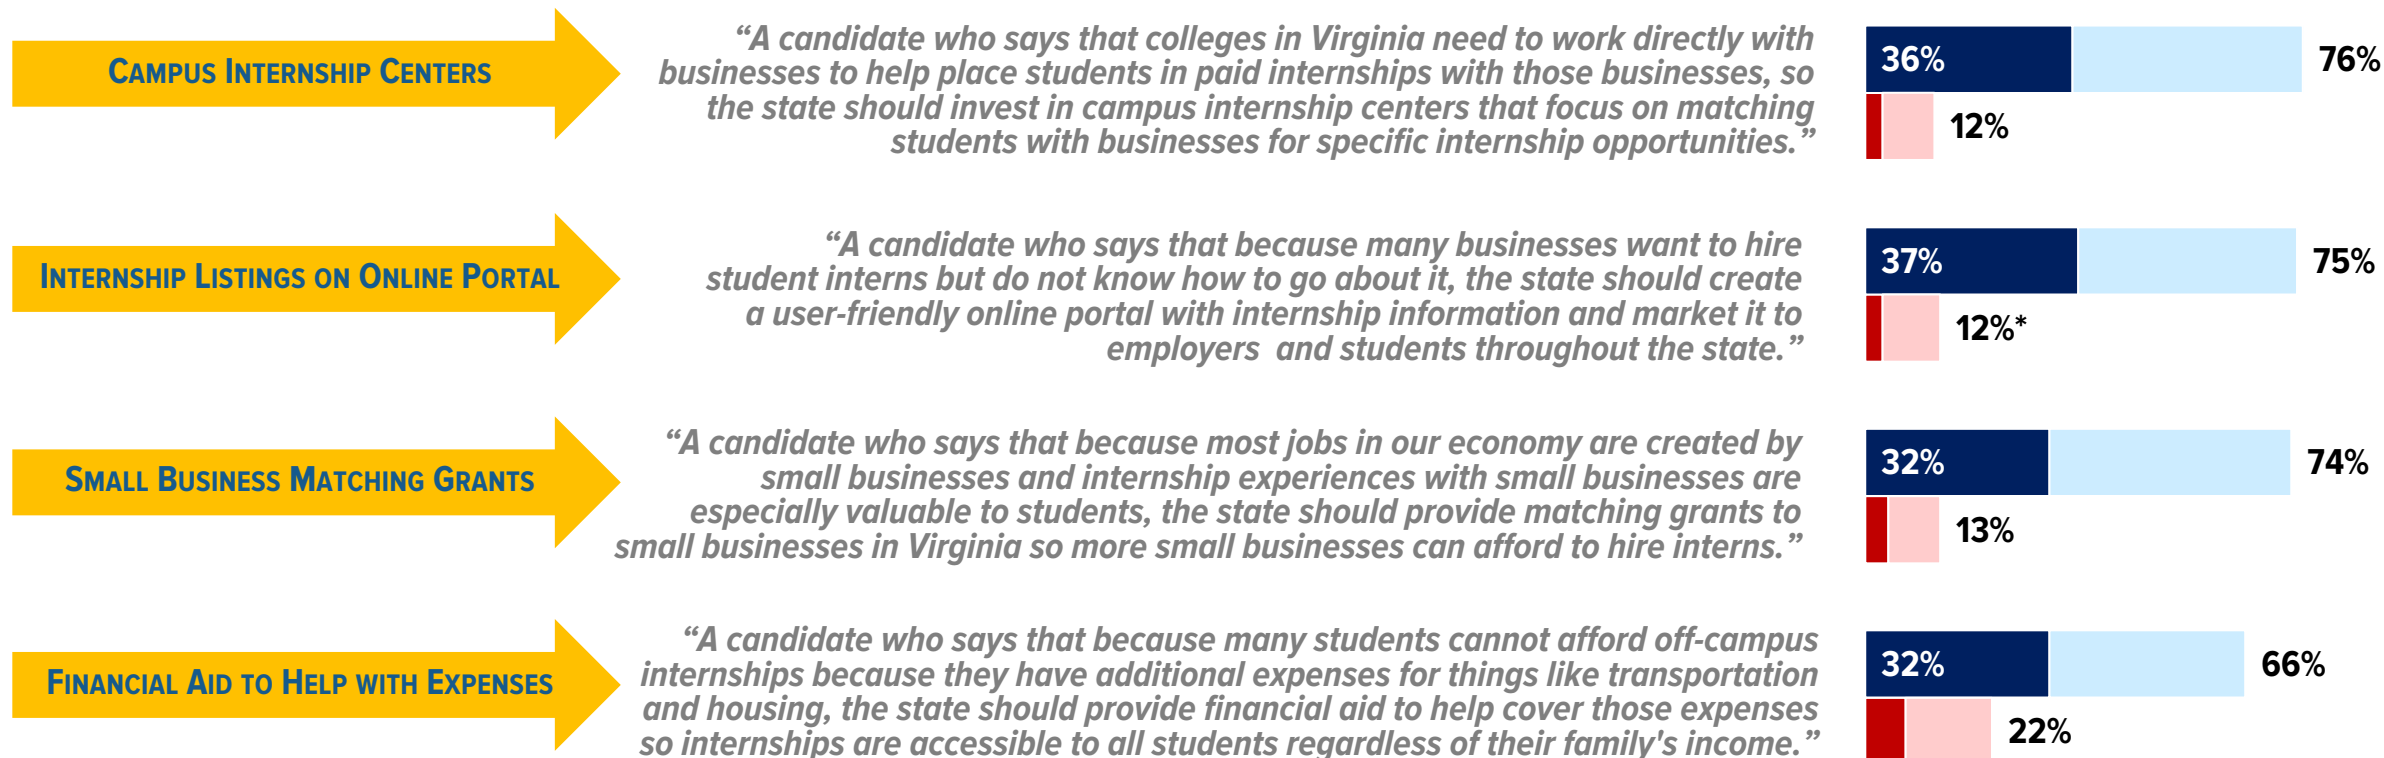 CAMPUS INTERNSHIP CENTERS
“A candidate who says that colleges in Virginia need to work directly with
businesses to help place students in paid internships with those businesses, so
the state should invest in campus internship centers that focus on matching
students with businesses for specific internship opportunities.”
36%
76%
12%
INTERNSHIP LISTINGS ON ONLINE PORTAL
“A candidate who says that because many businesses want to hire
student interns but do not know how to go about it, the state should create
a user-friendly online portal with internship information and market it to
employers and students throughout the state.”
37%
75%
12%*
SMALL BUSINESS MATCHING GRANTS
“A candidate who says that because most jobs in our economy are created by
small businesses and internship experiences with small businesses are
especially valuable to students, the state should provide matching grants to
small businesses in Virginia so more small businesses can afford to hire interns.”
32%
74%
13%
FINANCIAL AID TO HELP WITH EXPENSES
“A candidate who says that because many students cannot afford off-campus
internships because they have additional expenses for things like transportation
and housing, the state should provide financial aid to help cover those expenses
so internships are accessible to all students regardless of their family's income.”
32%
66%
22%